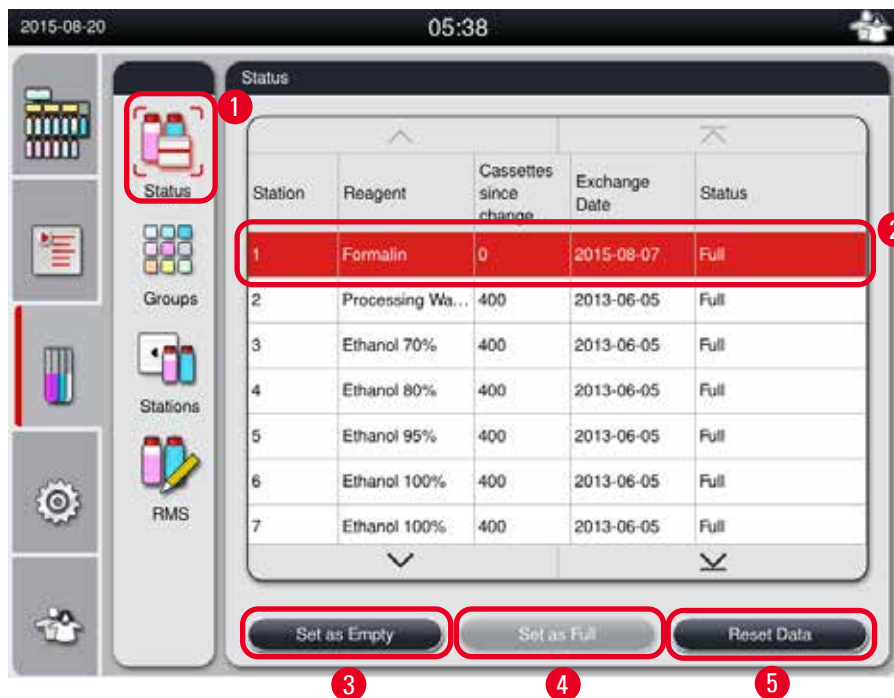 2015-08-20 05:38
Status
1
Status
Groups
Stations
RMS
Station Reagent Cassettes since change Exchange Date Status
2
1 Formalin 0 2015-08-07 Full
2 Processing Wa... 400 2013-06-05 Full
3 Ethanol 70% 400 2013-06-05 Full
4 Ethanol 80% 400 2013-06-05 Full
5 Ethanol 95% 400 2013-06-05 Full
6 Ethanol 100% 400 2013-06-05 Full
7 Ethanol 100% 400 2013-06-05 Full
Set as Empty Set as Full Reset Data
3 4 5